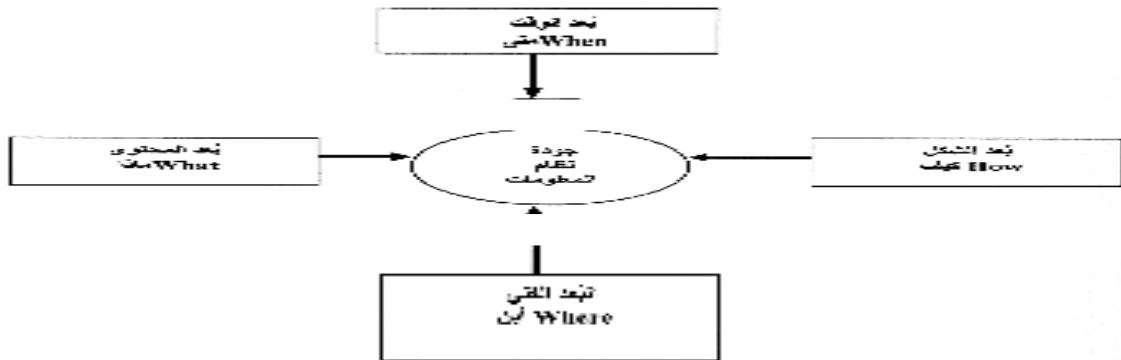 بُعد الوقت
متى When
بُعد المحتوى
ماذا What
جودة
نظام
المعلومات
بُعد الشكل
كيف How
البُعد التقني
أين Where